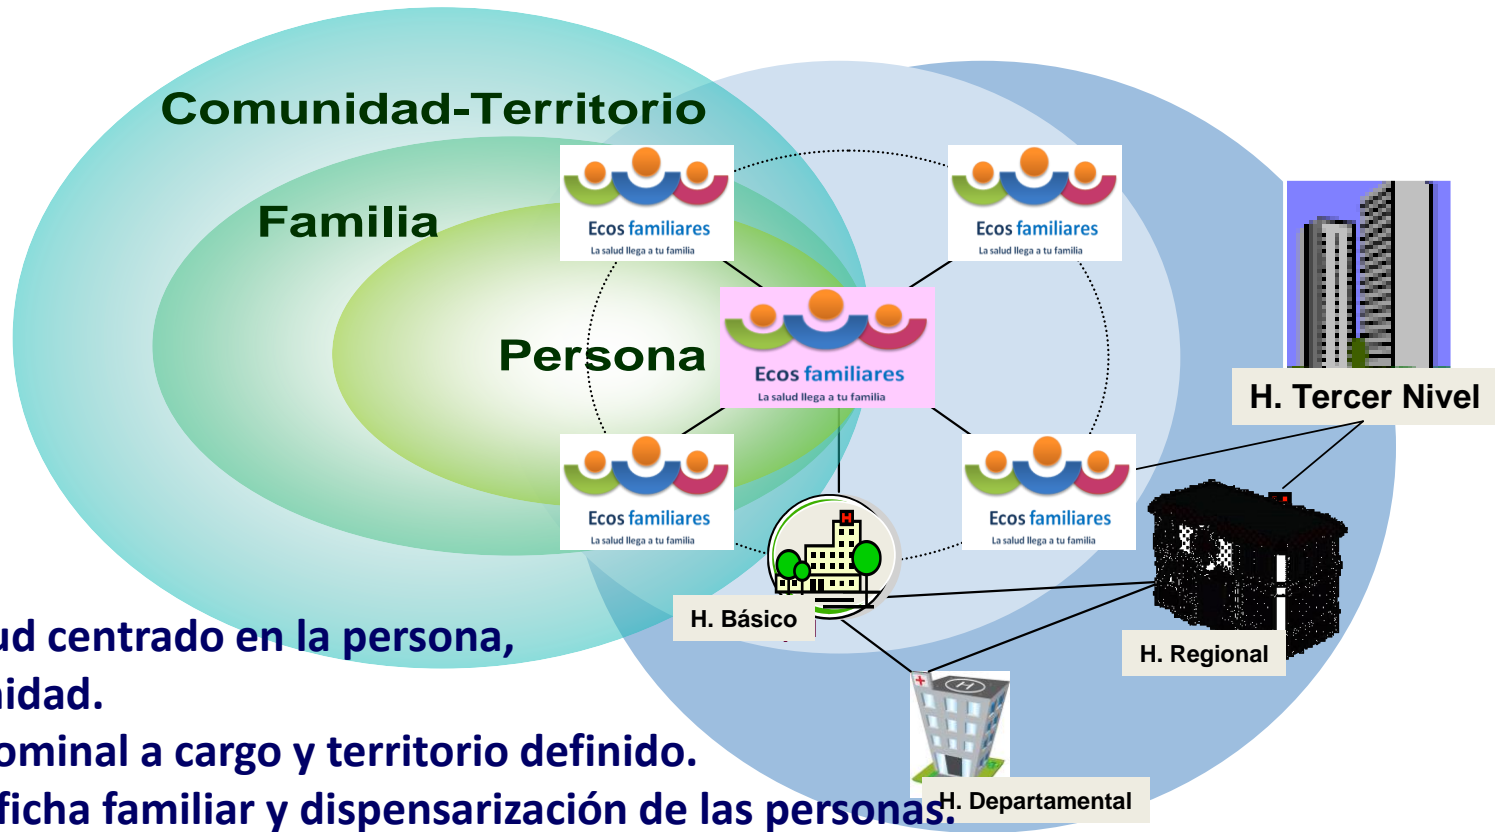 Comunidad-Territorio
Familia
Persona
Ecos familiares
La salud llega a tu familia
Ecos familiares
La salud llega a tu familia
Ecos familiares
La salud llega a tu familia
Ecos familiares
La salud llega a tu familia
Ecos familiares
La salud llega a tu familia
H. Tercer Nivel
H
H. Básico
H. Regional
H
H. Departamental
ud centrado en la persona,
nidad.
ominal a cargo y territorio definido.
ficha familiar y dispensarización de las personas.